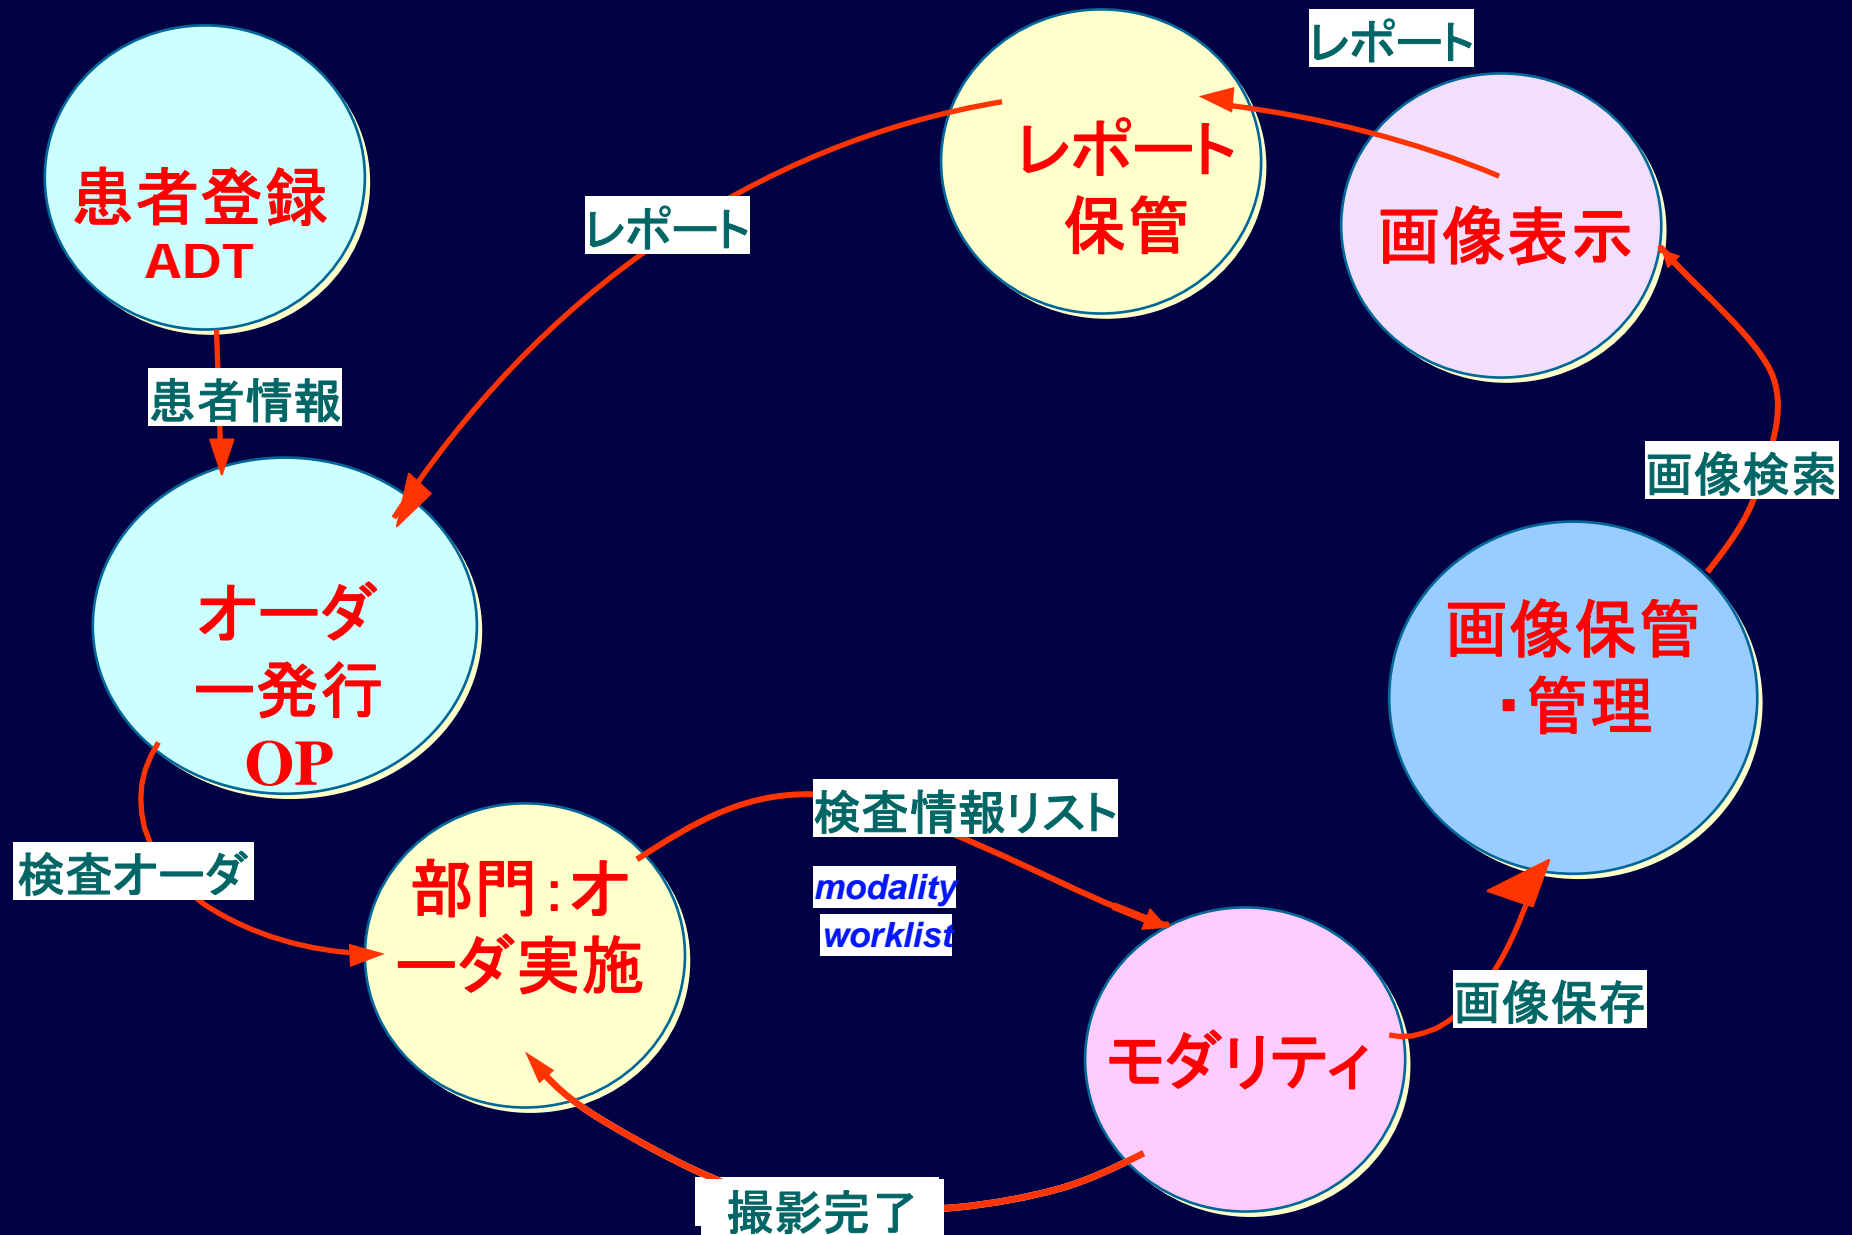 レポート
レポート
保管
画像表示
患者登録
ADT
レポート
患者情報
画像検索
オーダ
ー発行
OP
画像保管
・管理
検査情報リスト
modality
worklist
検査オーダ
部門:オ
ーダ実施
画像保存
モダリティ
撮影完了